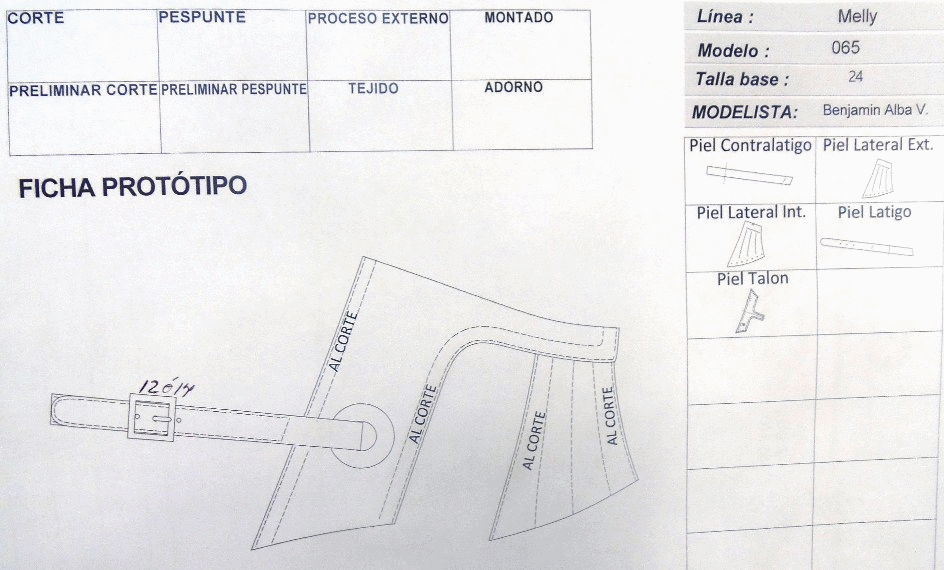 CORTE PESPUNTE PROCESO EXTERNO MONTADO
PRELIMINAR CORTE PRELIMINAR PESPUNTE TEJIDO ADORNO
FICHA PROTÓTIPO
Línea : Melly
Modelo : 065
Talla base : 24
MODELISTA: Benjamin Alba V.
Piel Contralatigo Piel Lateral Ext.
Piel Lateral Int. Piel Latigo
Piel Talon
AL CORTE
12 ó 14
AL CORTE
AL CORTE
AL CORTE